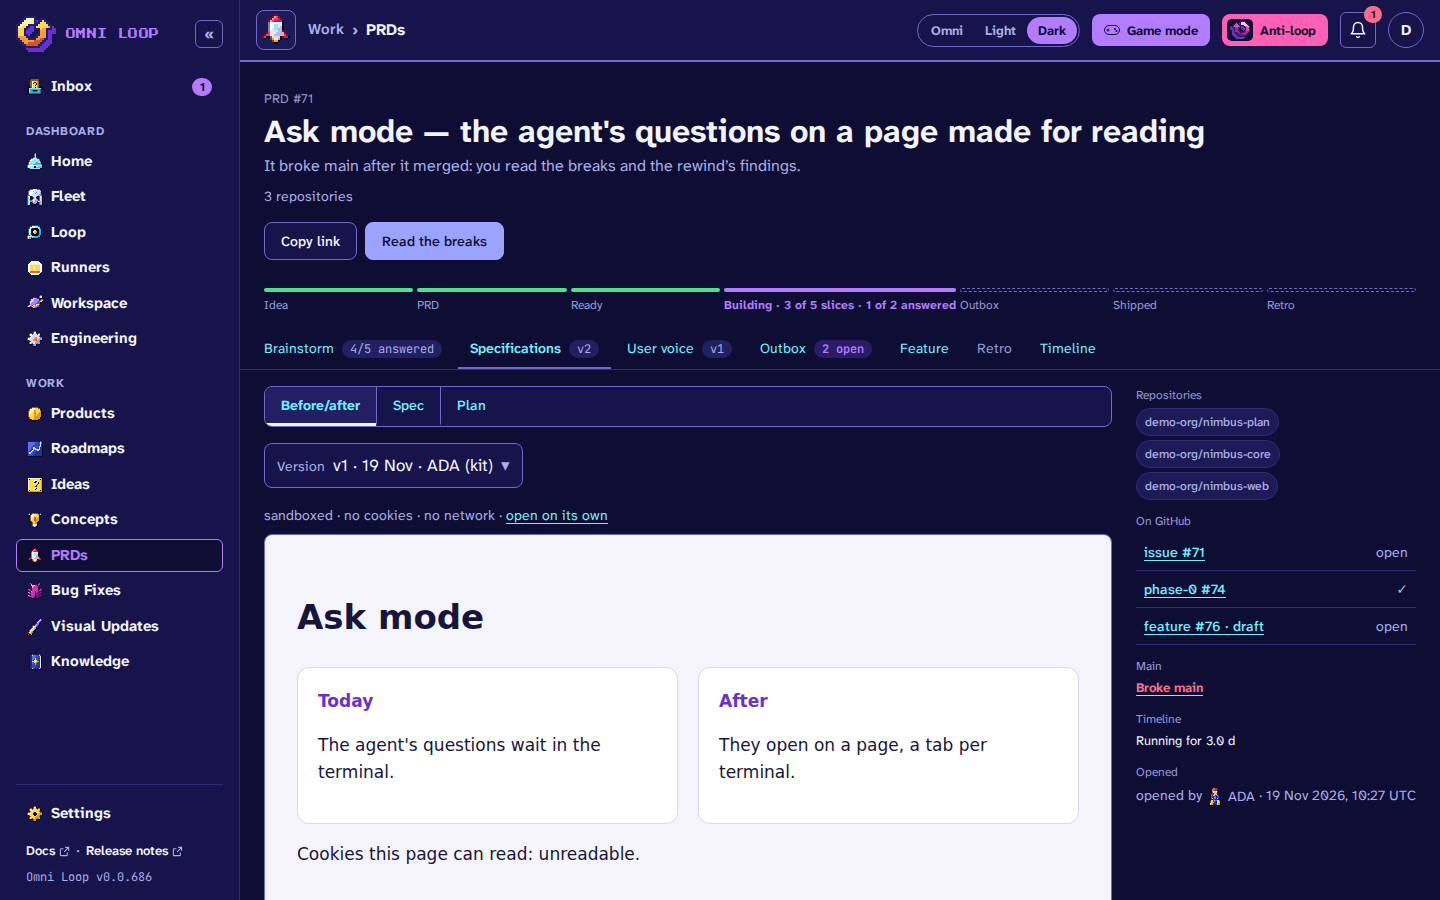 OMNI LOOP
«
Work › PRDs
Omni Light Dark
Game mode
Anti-loop
1
D
Inbox 1
DASHBOARD
Home
Fleet
Loop
Runners
Workspace
Engineering
WORK
Products
Roadmaps
Ideas
Concepts
PRDs
Bug Fixes
Visual Updates
Knowledge
Settings
Docs · Release notes
Omni Loop v0.0.686
PRD #71
Ask mode — the agent's questions on a page made for reading
It broke main after it merged: you read the breaks and the rewind's findings.
3 repositories
Copy link Read the breaks
Idea PRD Ready Building · 3 of 5 slices · 1 of 2 answered Outbox Shipped Retro
Brainstorm 4/5 answered Specifications v2 User voice v1 Outbox 2 open Feature Retro Timeline
Before/after Spec Plan
Version v1 · 19 Nov · ADA (kit) ▼
sandboxed · no cookies · no network · open on its own
Ask mode
Today
The agent's questions wait in the
terminal.
After
They open on a page, a tab per
terminal.
Cookies this page can read: unreadable.
Repositories
demo-org/nimbus-plan
demo-org/nimbus-core
demo-org/nimbus-web
On GitHub
issue #71 open
phase-0 #74 ✓
feature #76 · draft open
Main
Broke main
Timeline
Running for 3.0 d
Opened
opened by ADA · 19 Nov 2026, 10:27 UTC